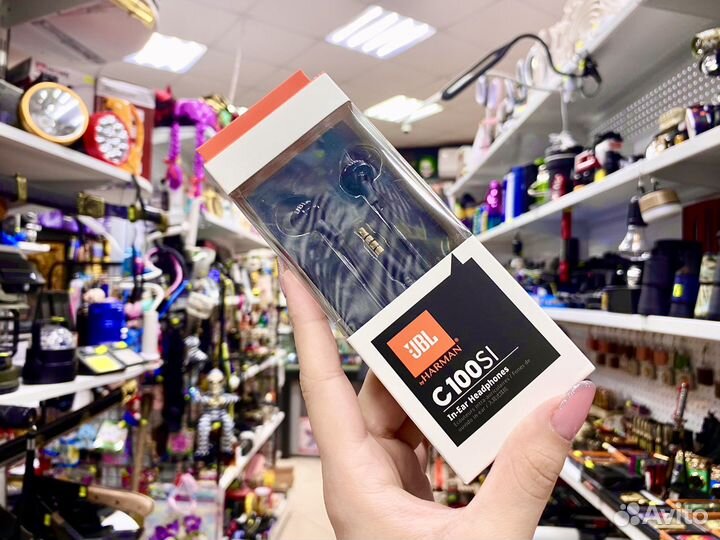 JBL
by HARMAN
C100SI
In-Ear Headphones
Avito